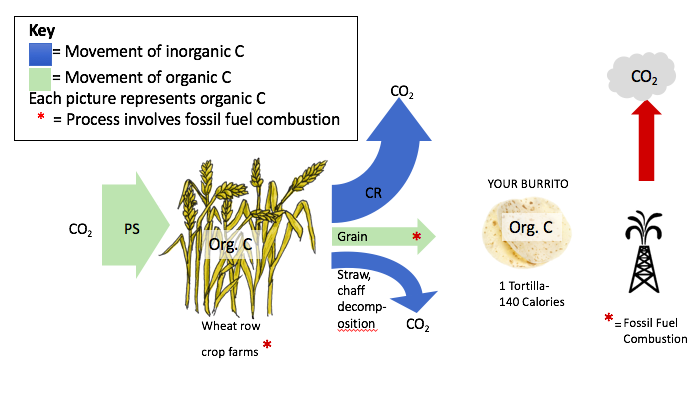 Key
= Movement of inorganic C
= Movement of organic C
Each picture represents organic C
* = Process involves fossil fuel combustion
CO₂
PS
Org. C
Wheat row
crop farms *
CO₂
CR
Grain *
Straw,
chaff
decomp-
osition
CO₂
YOUR BURRITO
Org. C
1 Tortilla-
140 Calories
CO₂
* = Fossil Fuel
Combustion